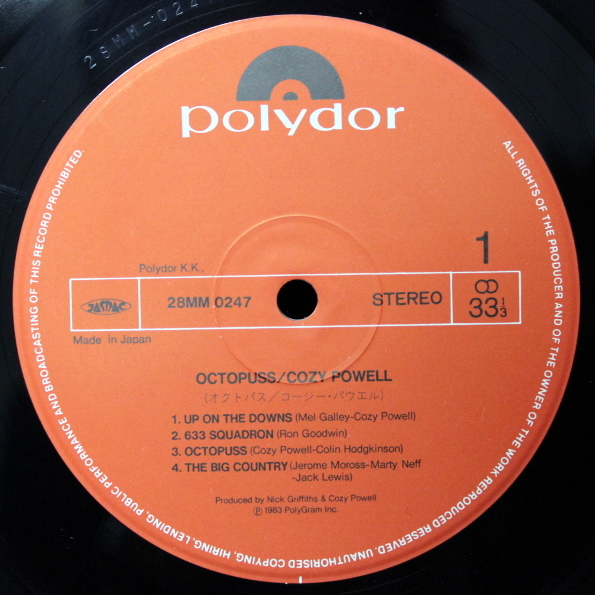 28MM-0247
polydor
1
Polydor K.K.,
JASRAC
28MM 0247
STEREO
33 1/3
Made in Japan
OCTOPUSS/COZY POWELL
(オクトパス/コージー・パウエル)
1. UP ON THE DOWNS (Mel Galley-Cozy Powell)
2. 633 SQUADRON (Ron Goodwin)
3. OCTOPUSS (Cozy Powell-Colin Hodgkinson)
4. THE BIG COUNTRY (Jerome Moross-Marty Neff
-Jack Lewis)
Produced by Nick Griffiths & Cozy Powell
Ⓟ 1983 PolyGram Inc.
ALL RIGHTS OF THE PRODUCER AND OF THE OWNER OF THE WORK REPRODUCED RESERVED. UNAUTHORISED COPYING, HIRING, LENDING, PUBLIC PERFORMANCE AND BROADCASTING OF THIS RECORD PROHIBITED.